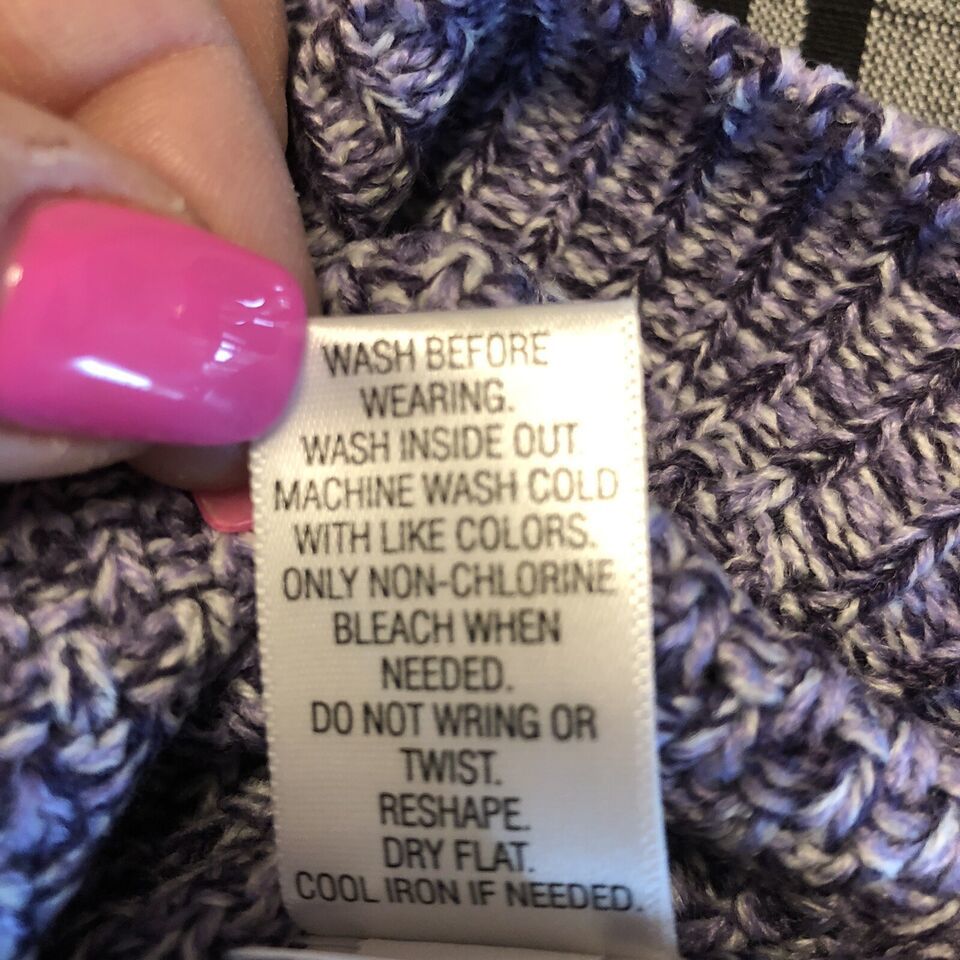 WASH BEFORE
WEARING.
WASH INSIDE OUT.
MACHINE WASH COLD
WITH LIKE COLORS.
ONLY NON-CHLORINE
BLEACH WHEN
NEEDED.
DO NOT WRING OR
TWIST.
RESHAPE.
DRY FLAT.
COOL IRON IF NEEDED.